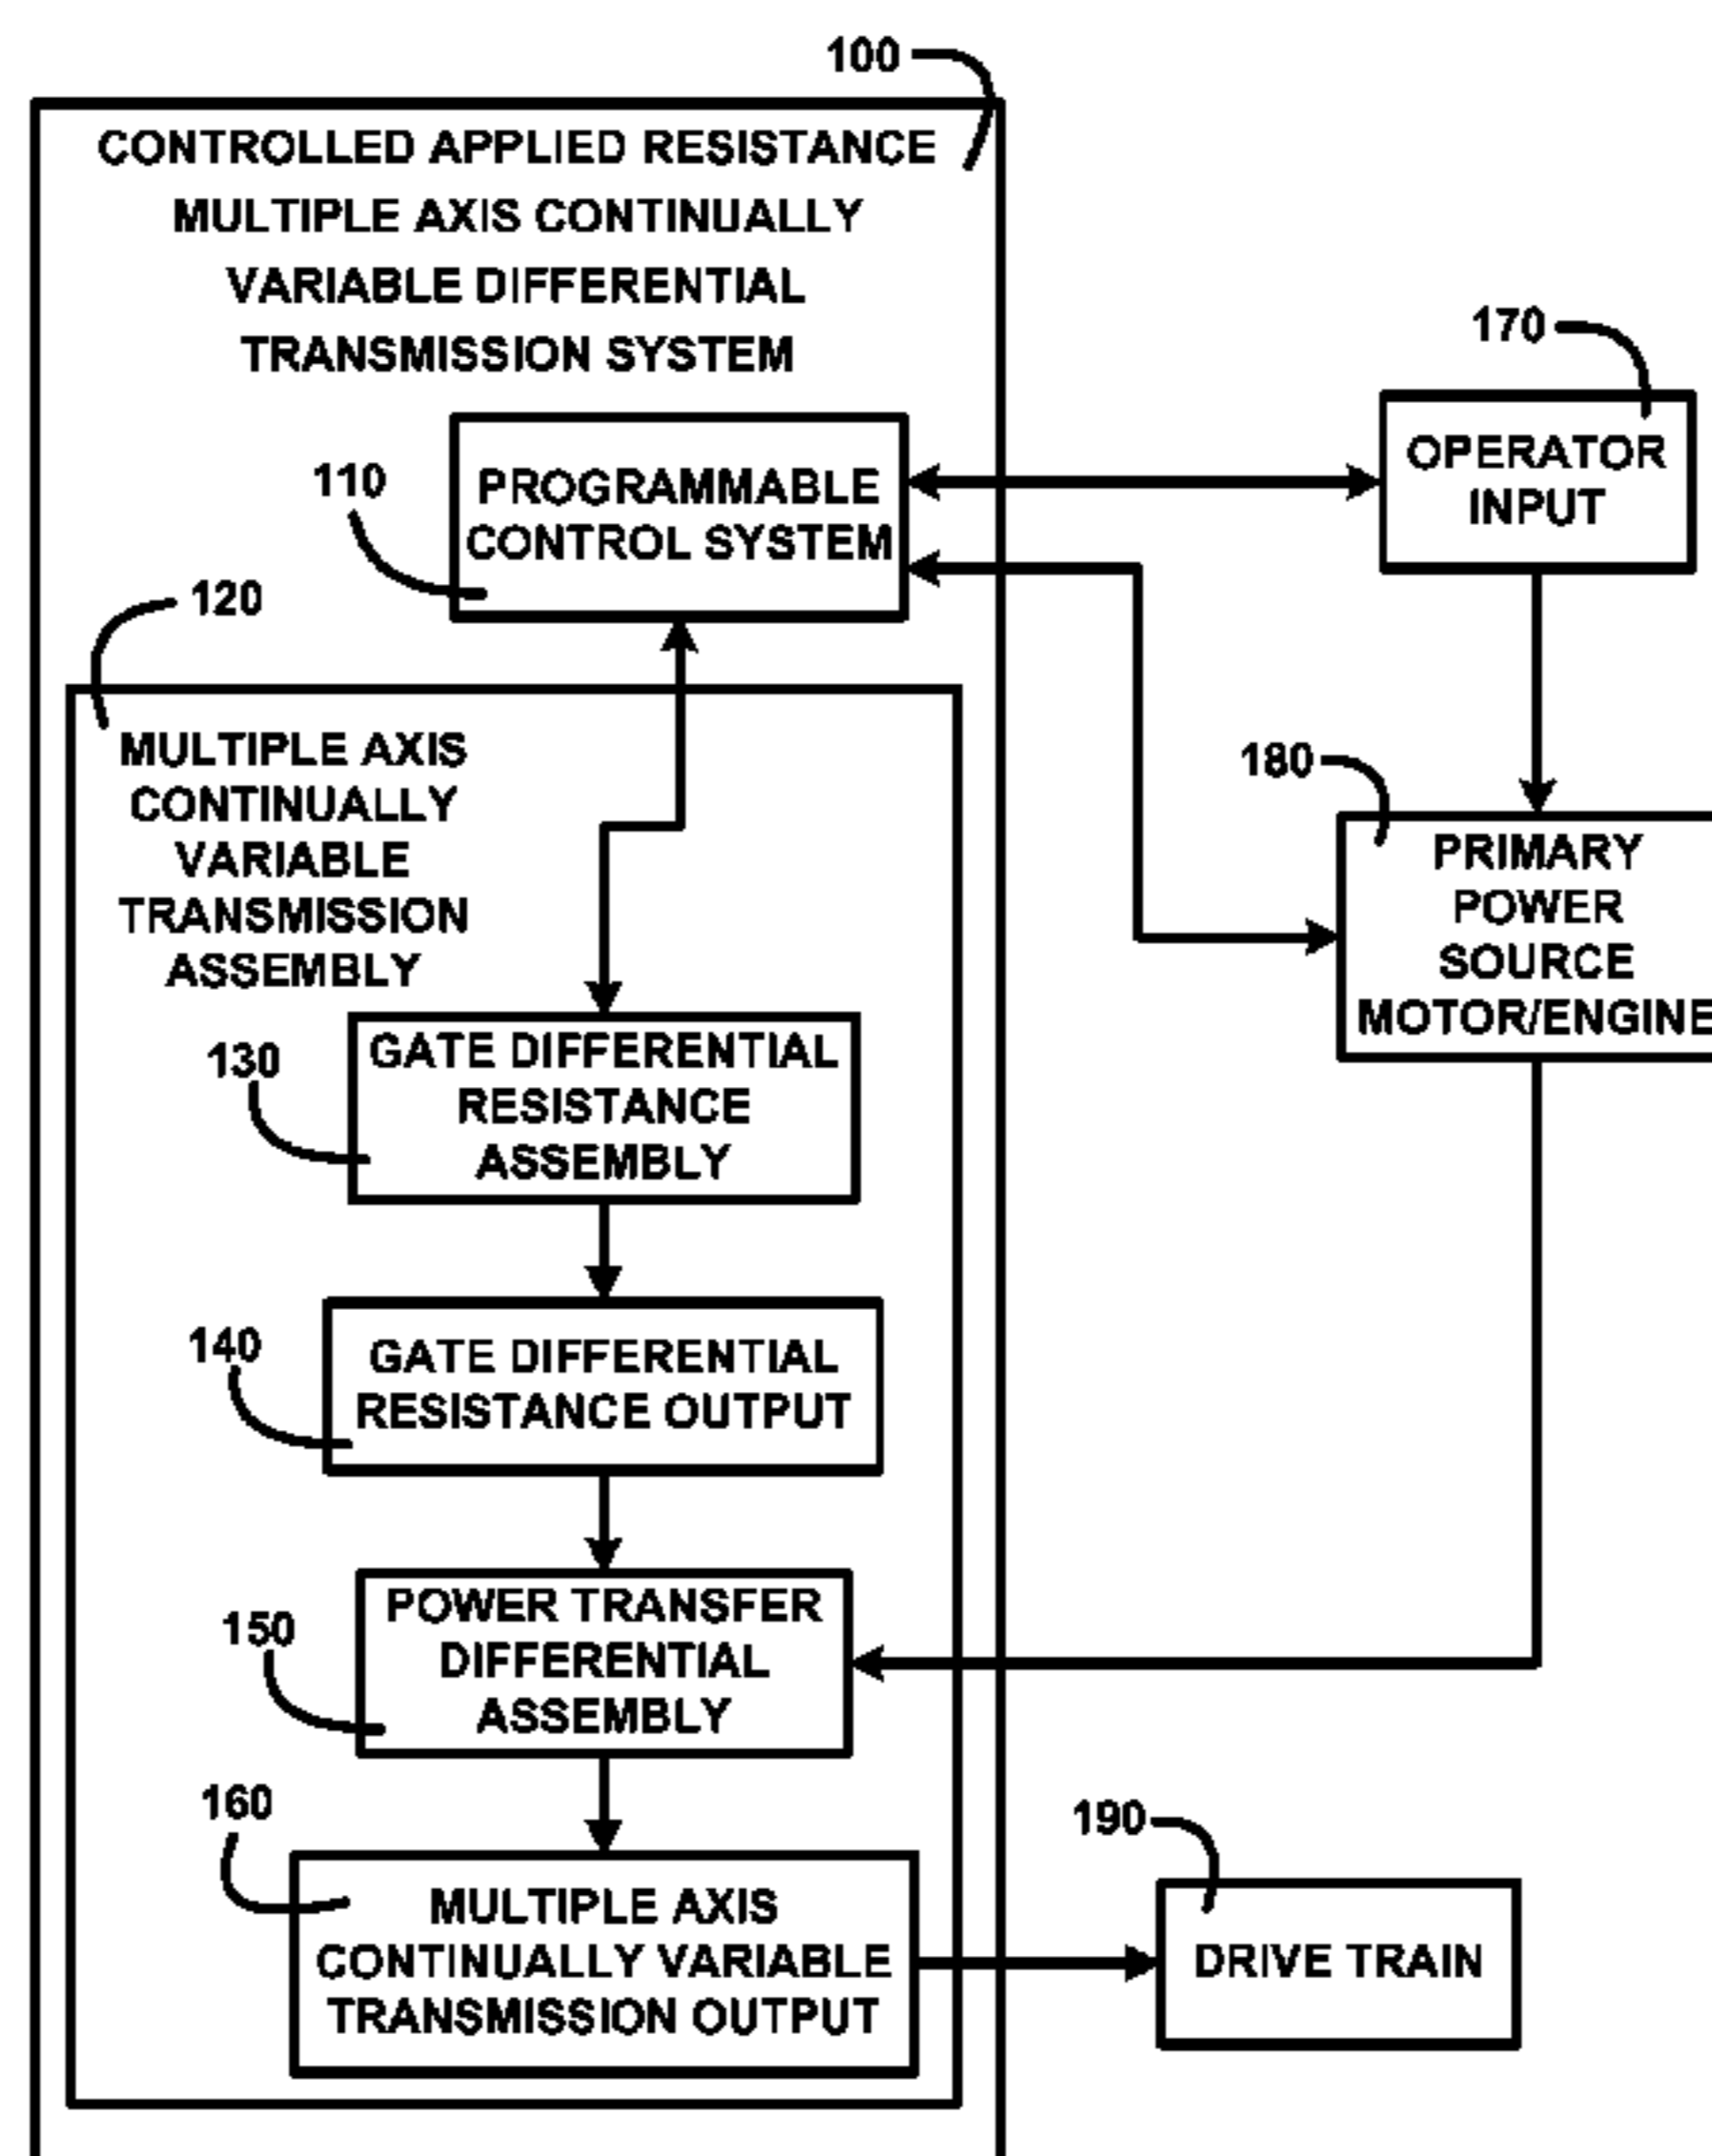 100
CONTROLLED APPLIED RESISTANCE
MULTIPLE AXIS CONTINUALLY
VARIABLE DIFFERENTIAL
TRANSMISSION SYSTEM
110
PROGRAMMABLE
CONTROL SYSTEM
170
OPERATOR
INPUT
120
MULTIPLE AXIS
CONTINUALLY
VARIABLE
TRANSMISSION
ASSEMBLY
180
PRIMARY
POWER
SOURCE
MOTOR/ENGINE
130
GATE DIFFERENTIAL
RESISTANCE
ASSEMBLY
140
GATE DIFFERENTIAL
RESISTANCE OUTPUT
150
POWER TRANSFER
DIFFERENTIAL
ASSEMBLY
160
MULTIPLE AXIS
CONTINUALLY VARIABLE
TRANSMISSION OUTPUT
190
DRIVE TRAIN